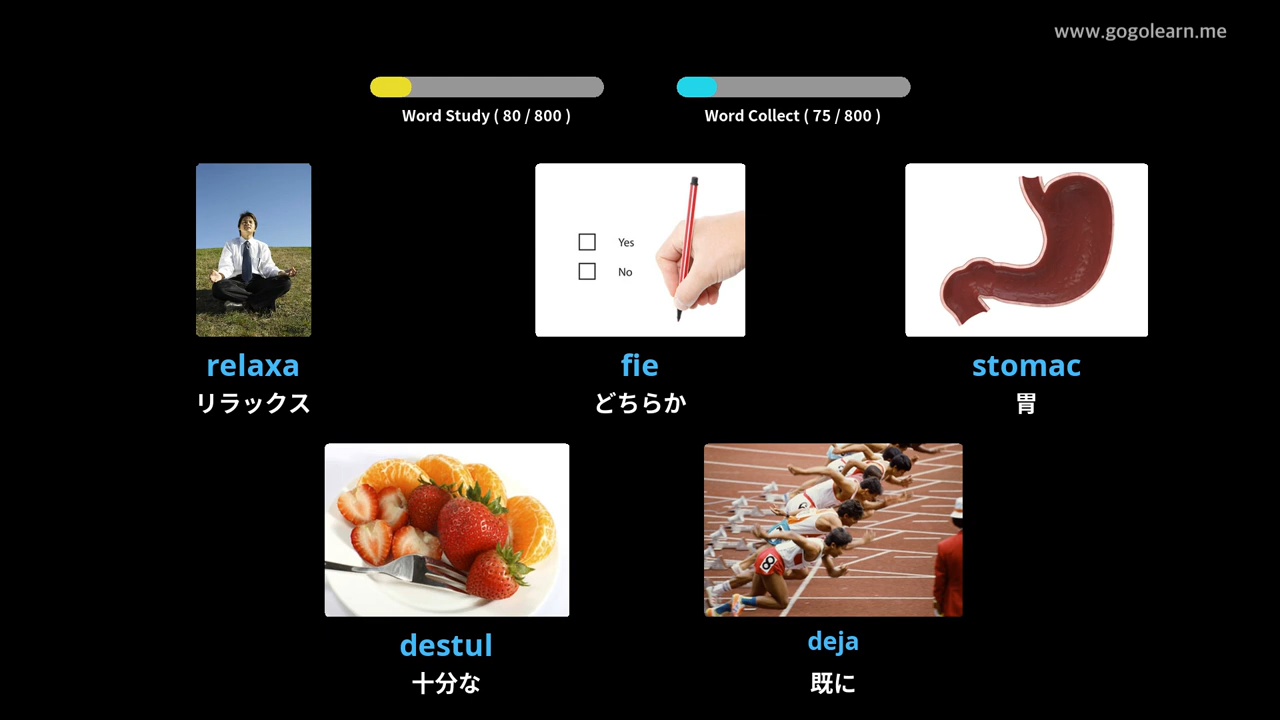 www.gogolearn.me
Word Study ( 80 / 800 )
Word Collect ( 75 / 800 )
Yes
No
relaxa
リラックス
fie
どちらか
stomac
胃
destul
十分な
deja
既に